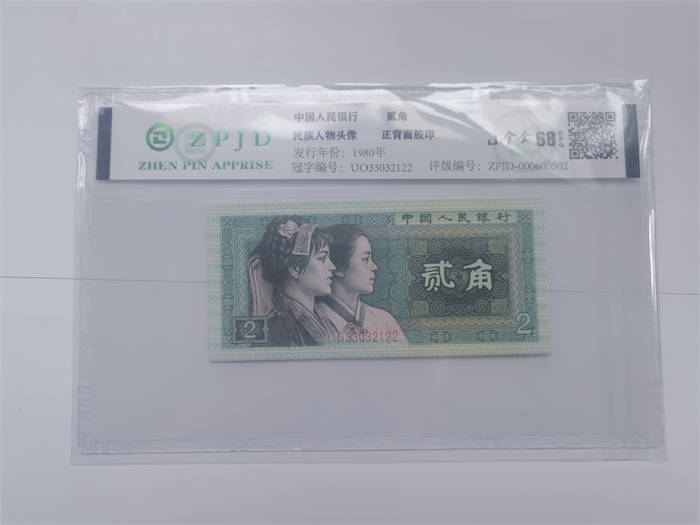 ZPJD
ZHEN PIN APPRISE
中国人民银行 贰角
民族人物头像 正背面胶印
发行年份：1980年
冠字编号：UO33032122 评级编号：ZPJD-000600502
68
EPQ
中国人民银行
贰角
2
2
UO33032122